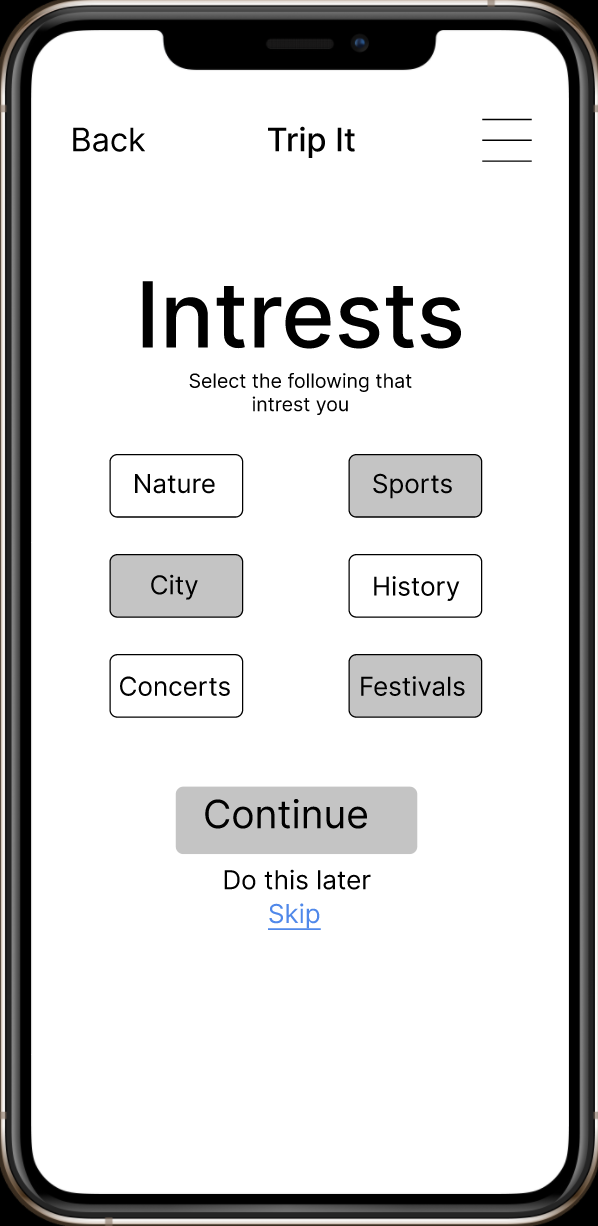 Back
Trip It
Intrests
Select the following that
intrest you
Nature
Sports
City
History
Concerts
Festivals
Continue
Do this later
Skip